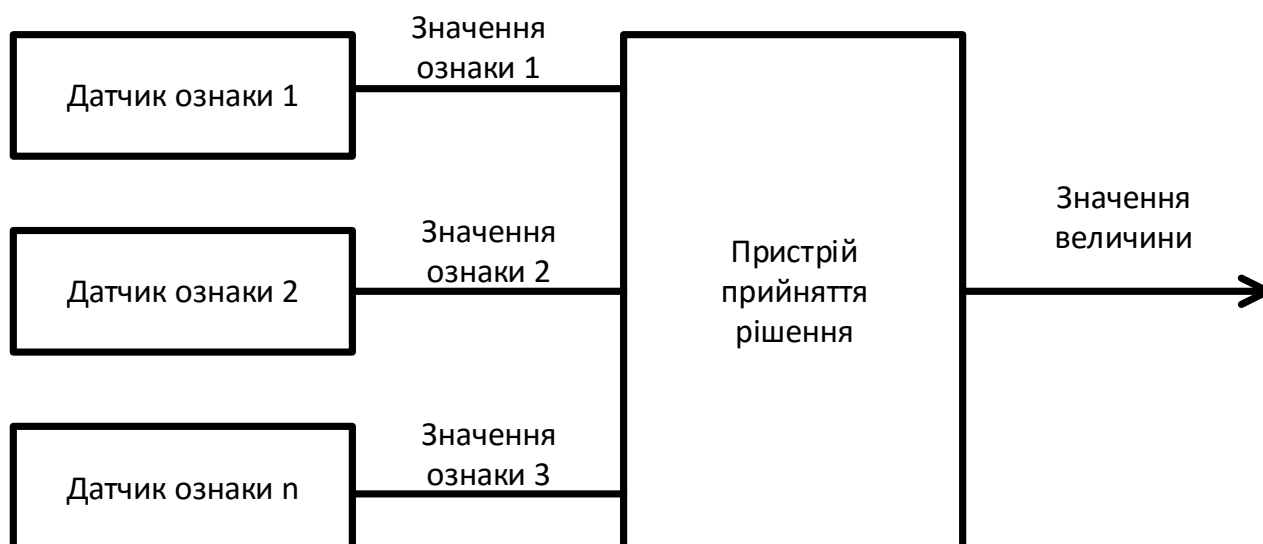 Значення
ознаки 1
Датчик ознаки 1
Значення
величини
Значення
ознаки 2
Датчик ознаки 2
Пристрій
прийняття
рішення
Значення
ознаки 3
Датчик ознаки n